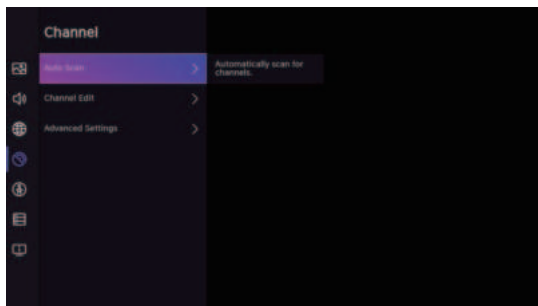 Channel
Auto Scan
Automatically scan for
channels.
Channel Edit
Advanced Settings